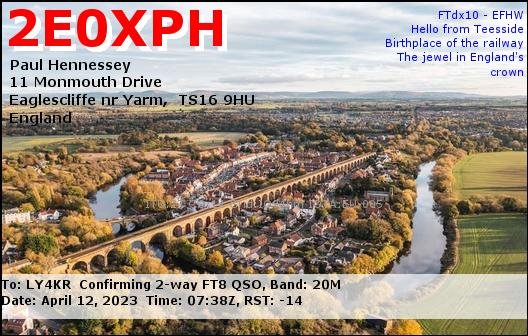 2E0XPH
FTdx10 - EFHW
Hello from Teesside
Birthplace of the railway
The jewel in England's
crown
Paul Hennessey
11 Monmouth Drive
Eaglescliffe nr Yarm, TS16 9HU
England
To: LY4KR Confirming 2-way FT8 QSO, Band: 20M
Date: April 12, 2023 Time: 07:38Z, RST: -14